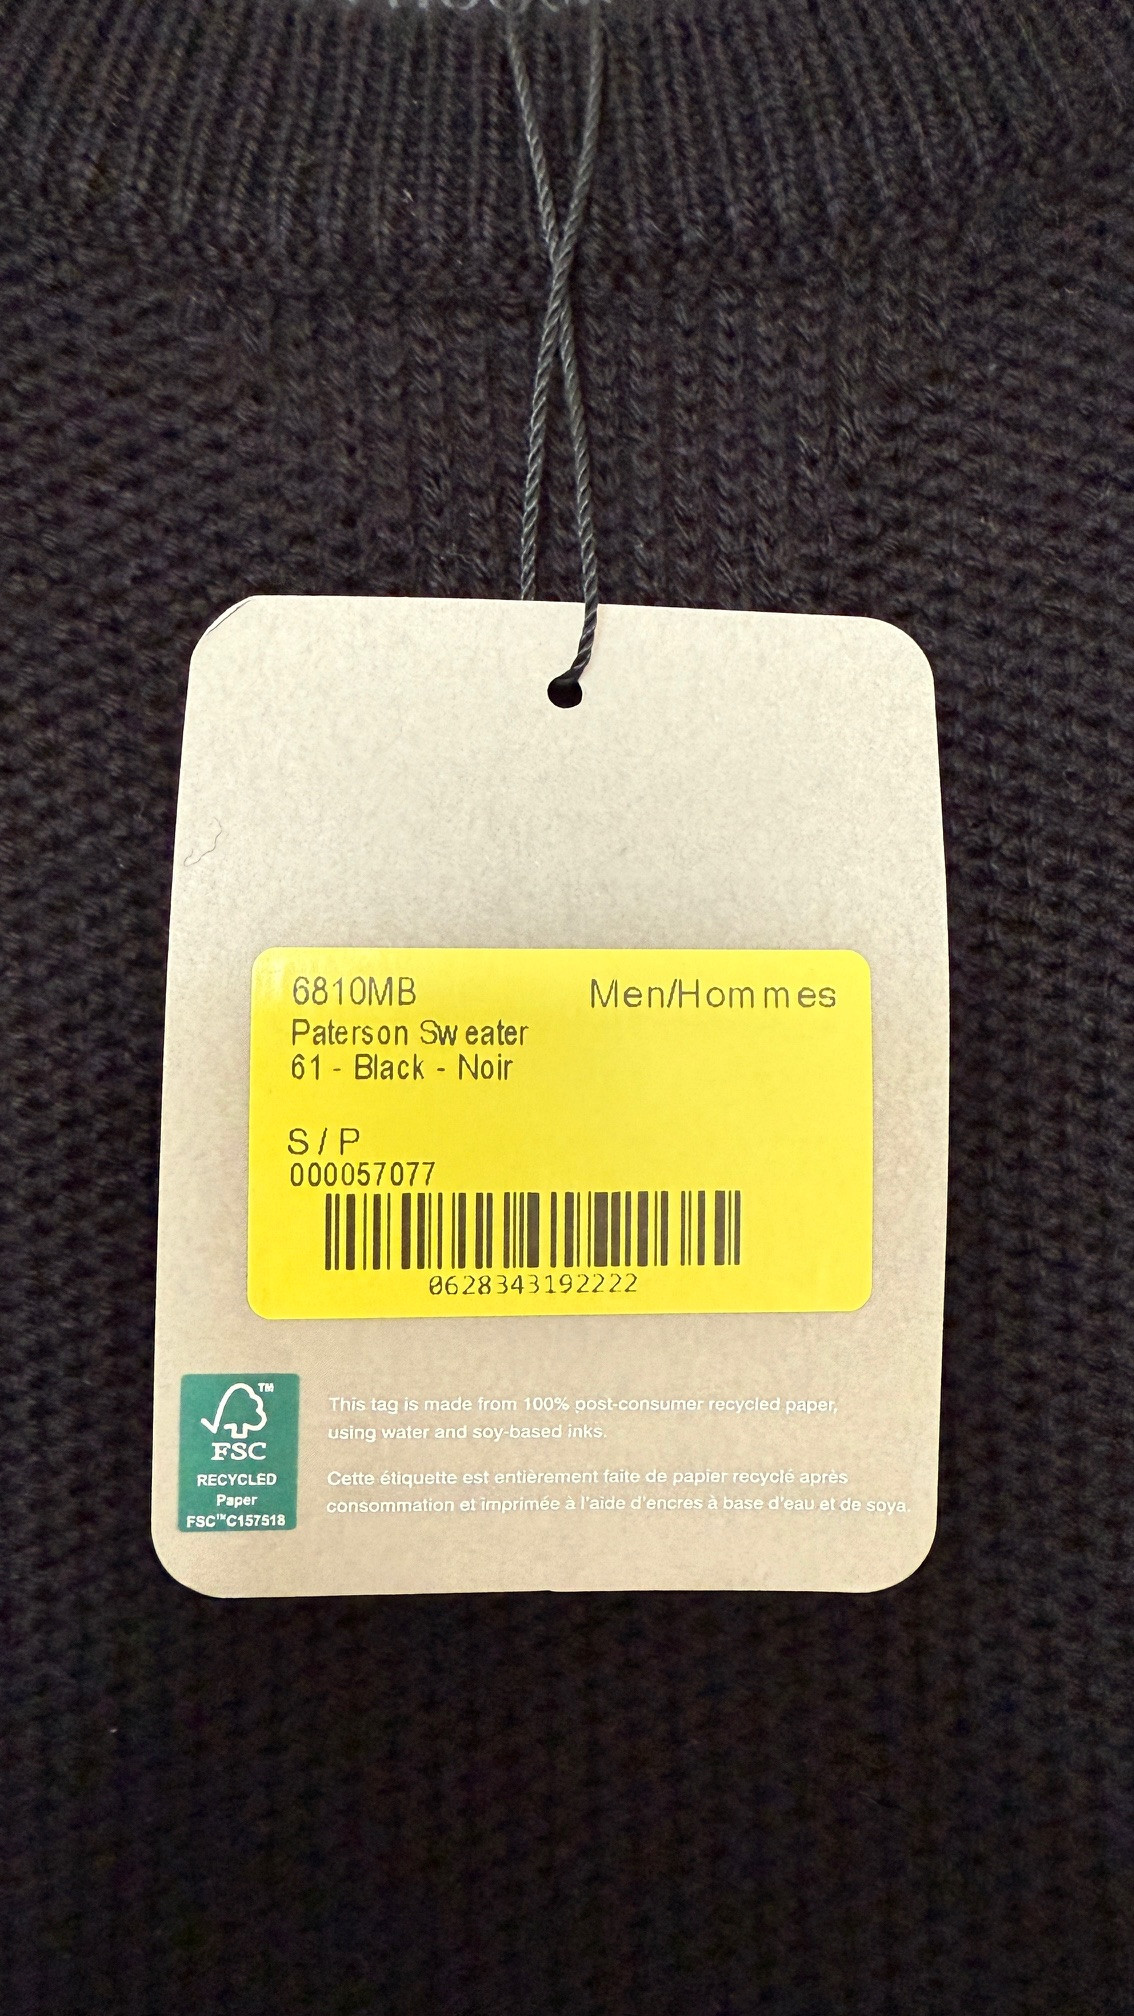 6810MB Men/Hommes
Paterson Sweater
61 - Black - Noir
S / P
000057077
0628343192222
™
FSC
RECYCLED
Paper
FSC™C157518
This tag is made from 100% post-consumer recycled paper,
using water and soy-based inks.
Cette étiquette est entièrement faite de papier recyclé après
consommation et imprimée à l'aide d'encres à base d'eau et de soya.